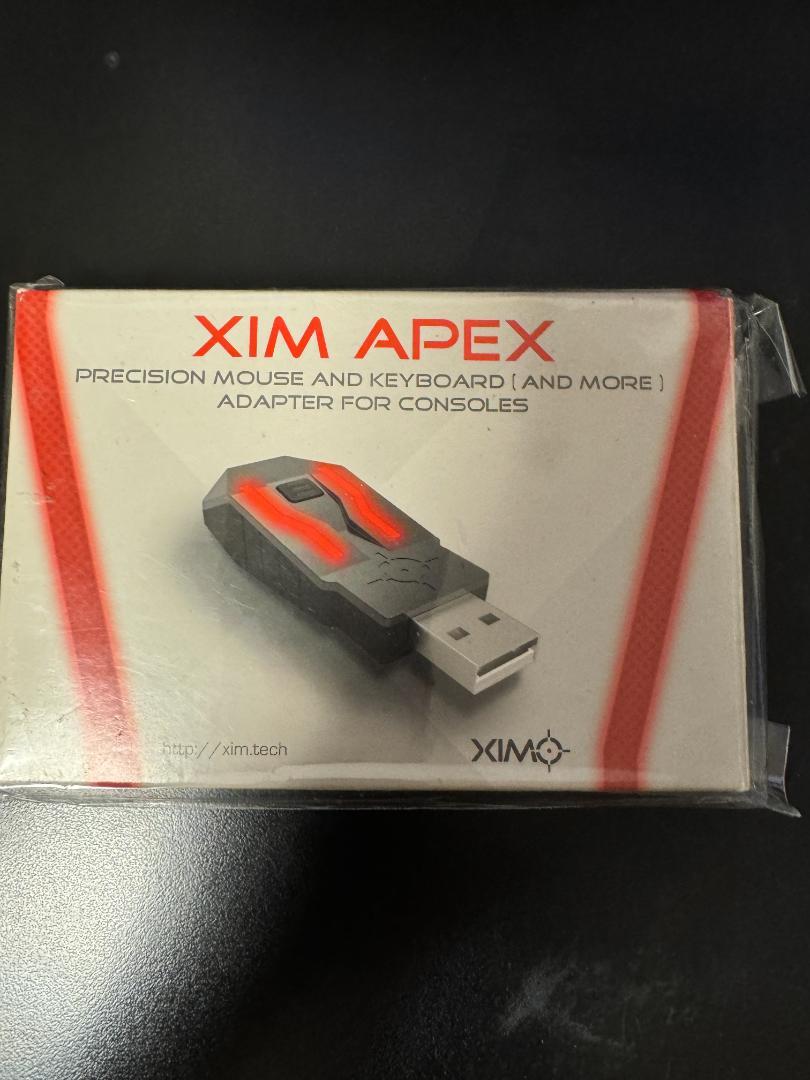 XIM APEX
PRECISION MOUSE AND KEYBOARD [ AND MORE ]
ADAPTER FOR CONSOLES
http://xim.tech
XIM